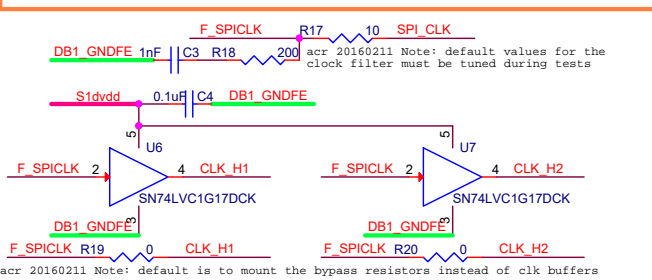 F_SPICLK R17 10 SPI_CLK
DB1_GNDFE 1nF C3 R18 200
acr 20160211 Note: default values for the
clock filter must be tuned during tests
S1dvdd 0.1uF C4 DB1_GNDFE
5 U6 5 U7
F_SPICLK 2 4 CLK_H1 F_SPICLK 2 4 CLK_H2
SN74LVC1G17DCK SN74LVC1G17DCK
DB1_GNDFE 3 DB1_GNDFE 3
F_SPICLK R19 0 CLK_H1 F_SPICLK R20 0 CLK_H2
acr 20160211 Note: default is to mount the bypass resistors instead of clk buffers